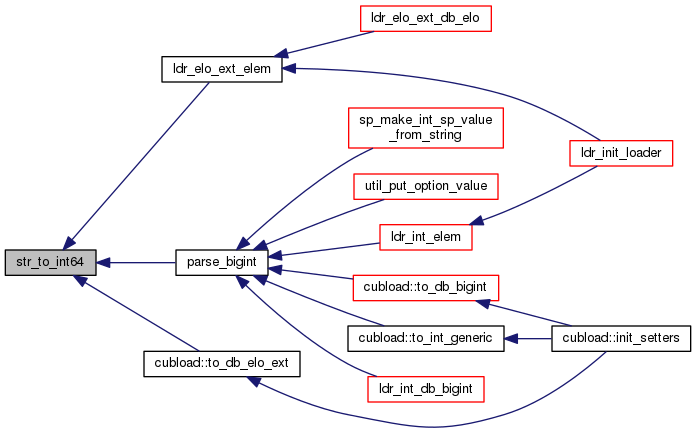 ldr_elo_ext_db_elo
ldr_elo_ext_elem
sp_make_int_sp_value
_from_string
ldr_init_loader
util_put_option_value
ldr_int_elem
str_to_int64
parse_bigint
cubload::to_db_bigint
cubload::to_int_generic
cubload::init_setters
cubload::to_db_elo_ext
ldr_int_db_bigint